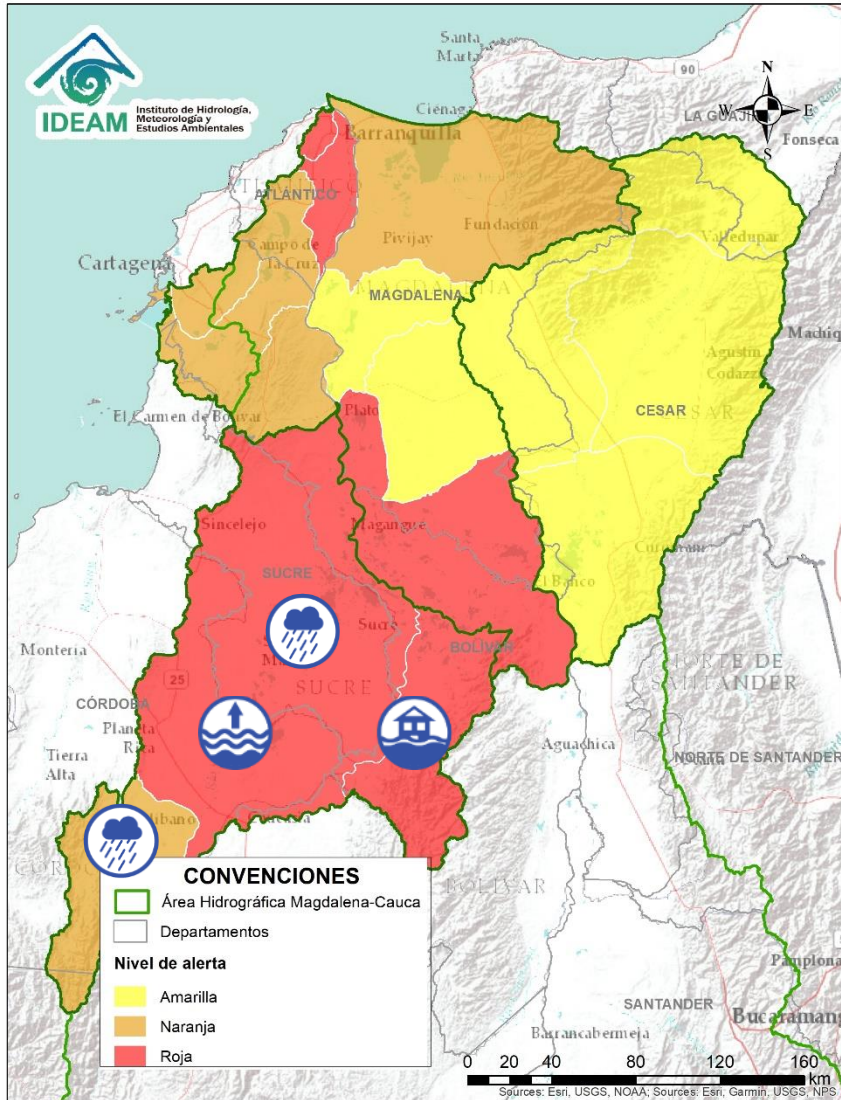 Santa
Marta
90
N
IDEAM
Instituto de Hidrología,
Meteorología y
Estudios Ambientales
Ciénaga
W
E
LA GUAJI
S
Barranquilla
Fonseca
ATLÁNTICO
Valledupar
Campo de
la Cruz
Pivijay
Fundación
Cartagena
MAGDALENA
Machiq
Agustín
Codazzi
El Carmen de Bolívar
Plato
CESAR
Sincelejo
Magangué
SUCRE
El Banco
Sucre
BOLÍVAR
Montería
25
SUCRE
NORTE DE
SANTANDER
CÓRDOBA
Planeta
Rica
Aguachica
NORTE DE SANTANDER
Tierra
Alta
BOLÍVAR
CONVENCIONES
Área Hidrográfica Magdalena-Cauca
Departamentos
Nivel de alerta
Amarilla
Naranja
Roja
Pamplona
SANTANDER
Bucaramang
Barrancabermeja
0 20 40 80 120 160
km
Sources: Esri, USGS, NOAA; Sources: Esri, Garmin, USGS, NPS